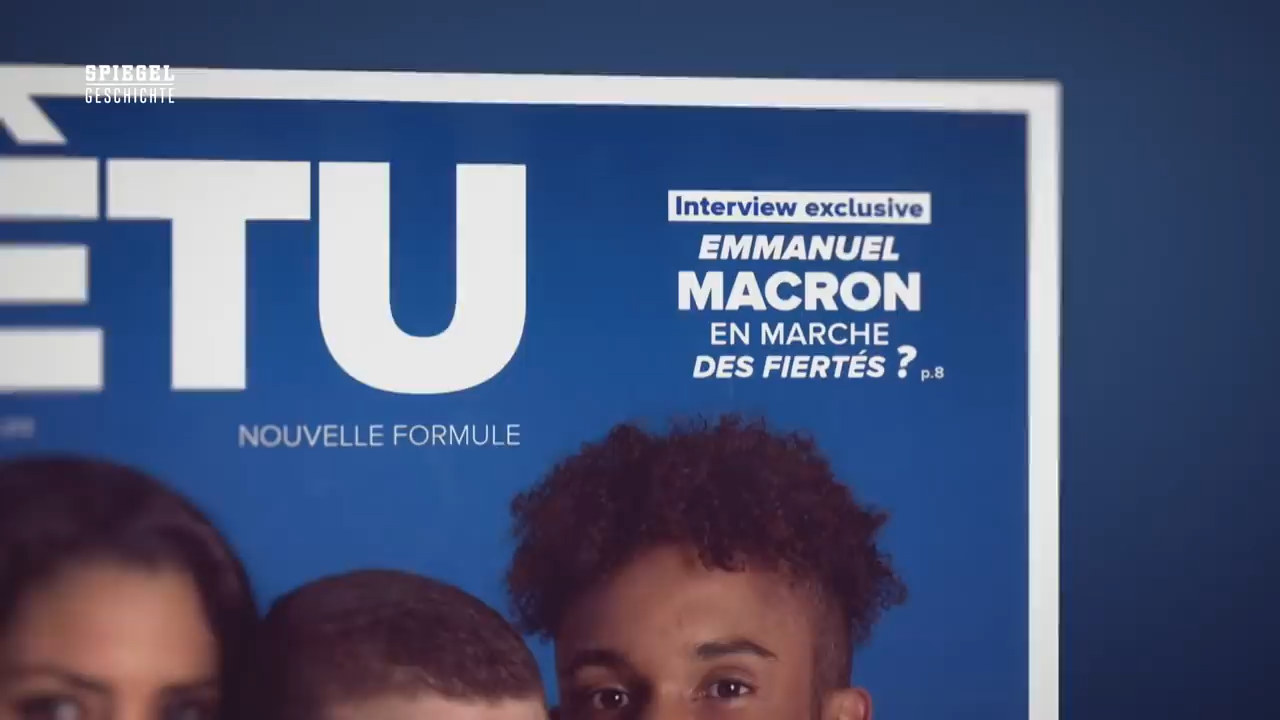 SPIEGEL
GESCHICHTE
ÊTU
Interview exclusive
EMMANUEL
MACRON
EN MARCHE
DES FIERTÉS ? p.8
NOUVELLE FORMULE